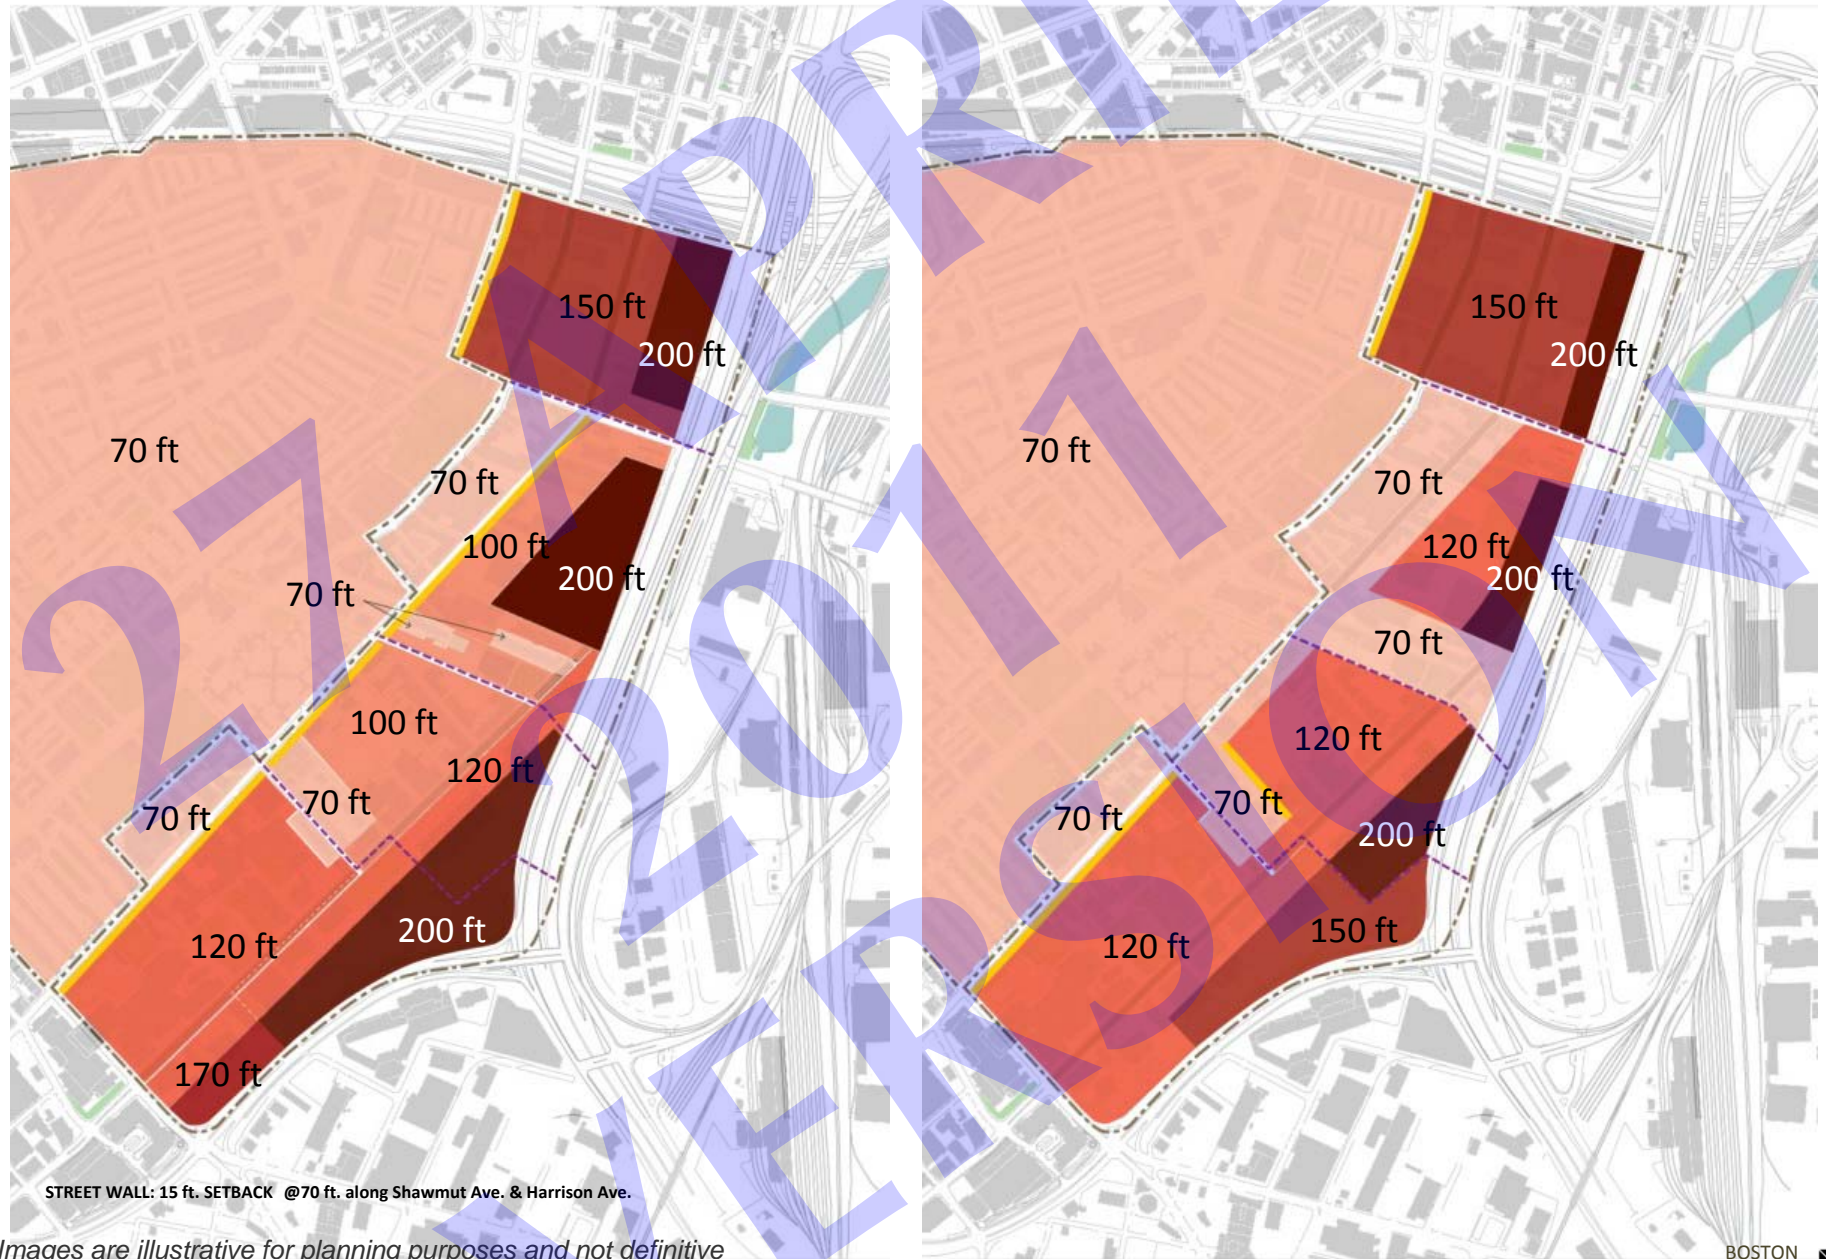 150 ft
200 ft
70 ft
70 ft
100 ft
200 ft
70 ft
100 ft
120 ft
70 ft
70 ft
200 ft
120 ft
170 ft
STREET WALL: 15 ft. SETBACK @70 ft. along Shawmut Ave. & Harrison Ave.
Images are illustrative for planning purposes and not definitive
150 ft
200 ft
70 ft
70 ft
120 ft
200 ft
70 ft
120 ft
70 ft
70 ft
200 ft
150 ft
120 ft
BOSTON
27 APRIL
2011
VERSION